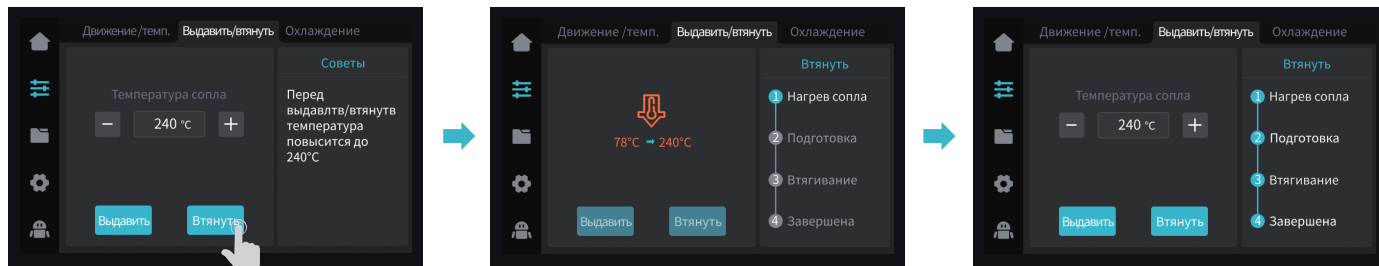 Движение /темп. Выдавить/втянуть Охлаждение
Советы
Температура сопла
− 240 °C +
Перед
выдавлтв/втянутв
температура
повысится до
240°C
Выдавить Втянуть
Движение /темп. Выдавить/втянуть Охлаждение
Втянуть
78°C → 240°C
1 Нагрев сопла
2 Подготовка
3 Втягивание
4 Завершена
Выдавить Втянуть
Движение /темп. Выдавить/втянуть Охлаждение
Втянуть
Температура сопла
− 240 °C +
1 Нагрев сопла
2 Подготовка
3 Втягивание
4 Завершена
Выдавить Втянуть